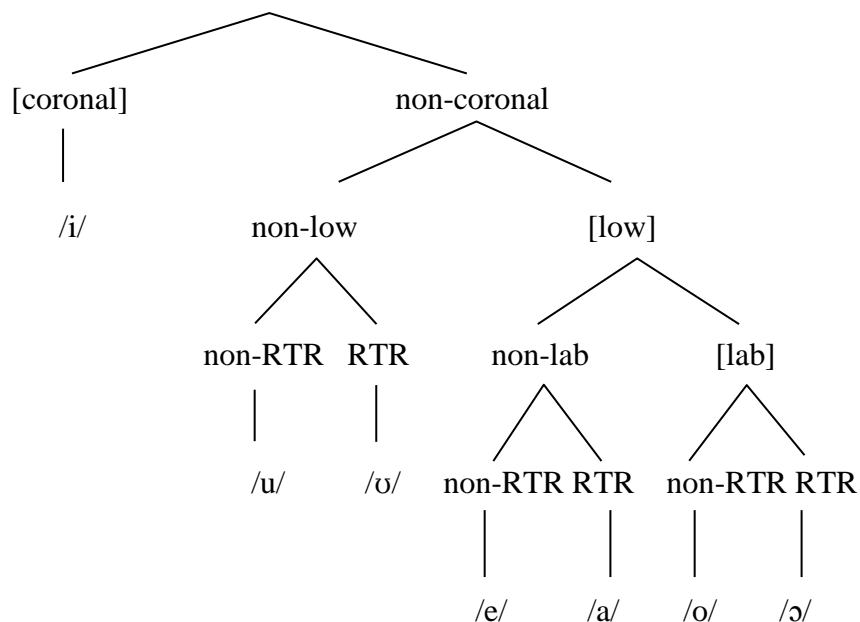 [coronal] non-coronal
/i/ non-low [low]
non-RTR RTR non-lab [lab]
/u/ /ʊ/ non-RTR RTR non-RTR RTR
/e/ /a/ /o/ /ɔ/